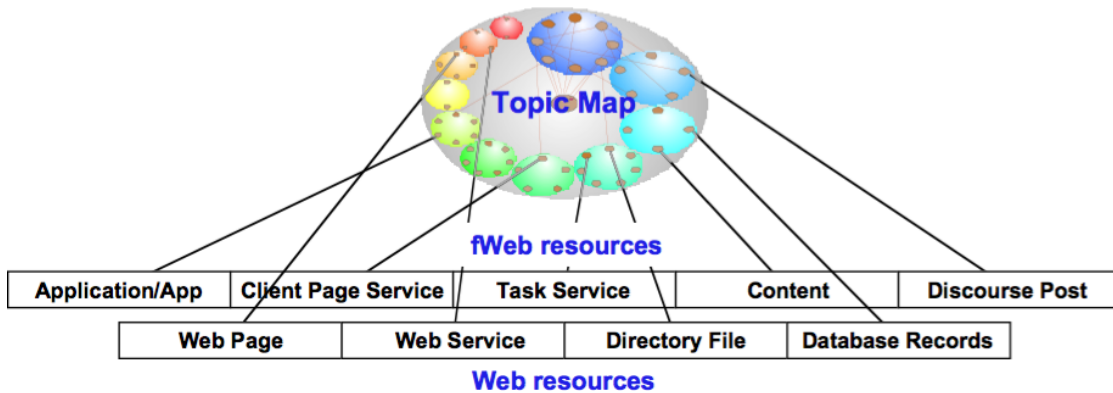 Topic Map
fWeb resources
Application/App Client Page Service Task Service Content Discourse Post
Web Page Web Service Directory File Database Records
Web resources